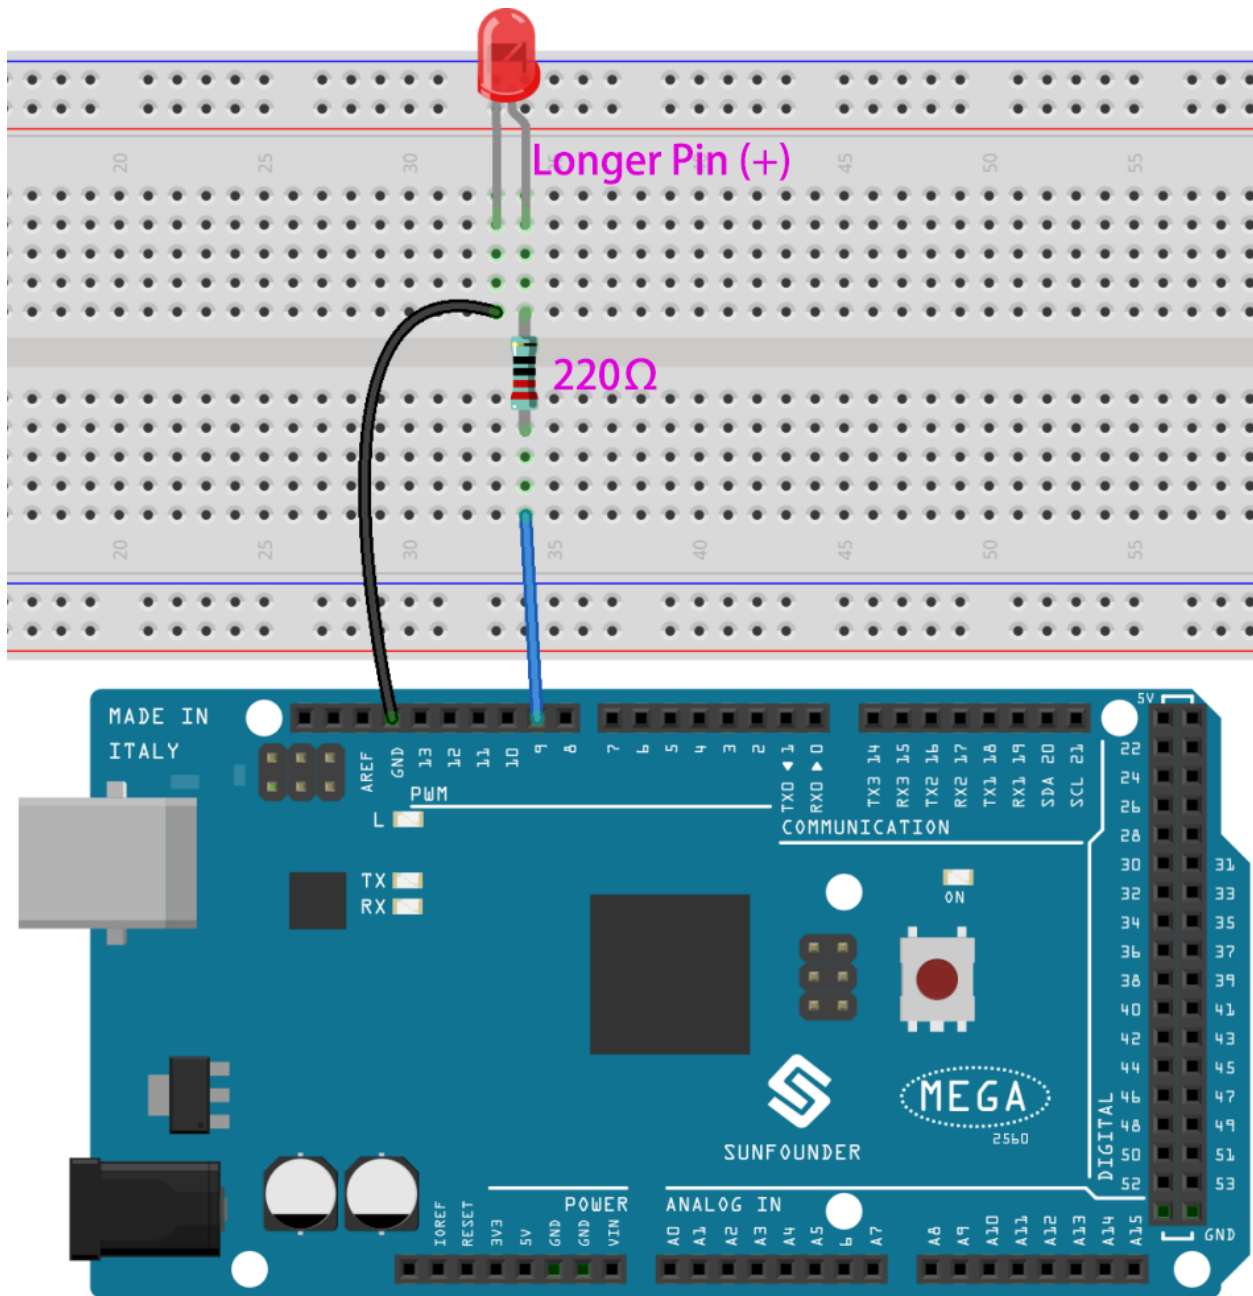 Longer Pin (+)
20 25 30 35 40 45 50 55
220Ω
20 25 30 35 40 45 50 55
MADE IN
ITALY
AREF GND 13 12 11 10 9 8 7 6 5 4 3 2 TX0 1 RX0 0 TX3 14 RX3 15 TX2 16 RX2 17 TX1 18 RX1 19 SDA 20 SCL 21
5V
PWM
COMMUNICATION
L
TX
RX
ON
22
24
26
28
30 31
32 33
34 35
36 37
38 39
40 41
42 43
44 45
46 47
48 49
50 51
52 53
GND
DIGITAL
MEGA
2560
SUNFOUNDER
POWER
ANALOG IN
IOREF RESET 3V3 5V GND GND VIN A0 A1 A2 A3 A4 A5 6 A7 A8 A9 A10 A11 A12 A13 A14 A15